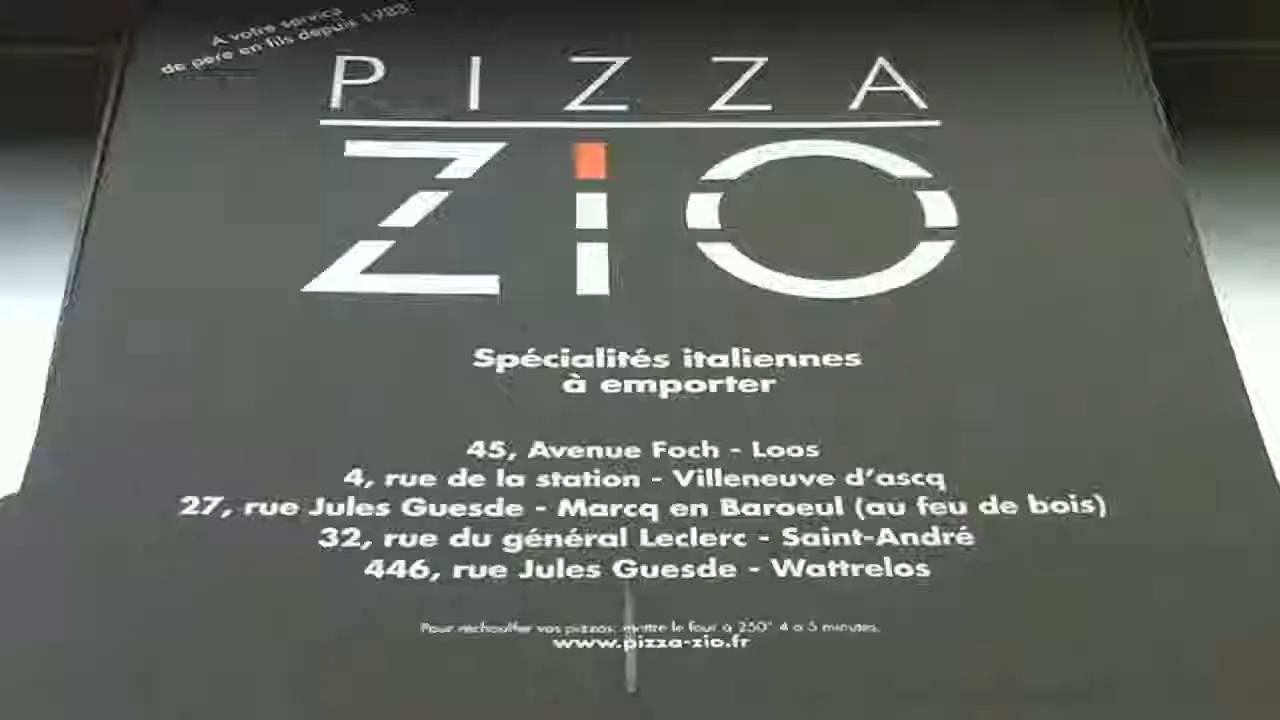 A votre service
de père en fils depuis 1983
PIZZA
ZiO
Spécialités italiennes
à emporter
45, Avenue Foch - Loos
4, rue de la station - Villeneuve d'ascq
27, rue Jules Guesde - Marcq en Baroeul (au feu de bois)
32, rue du général Leclerc - Saint-André
446, rue Jules Guesde - Wattrelos
Pour réchauffer vos pizzas, mettre le four à 250° 4 à 5 minutes.
www.pizza-zio.fr